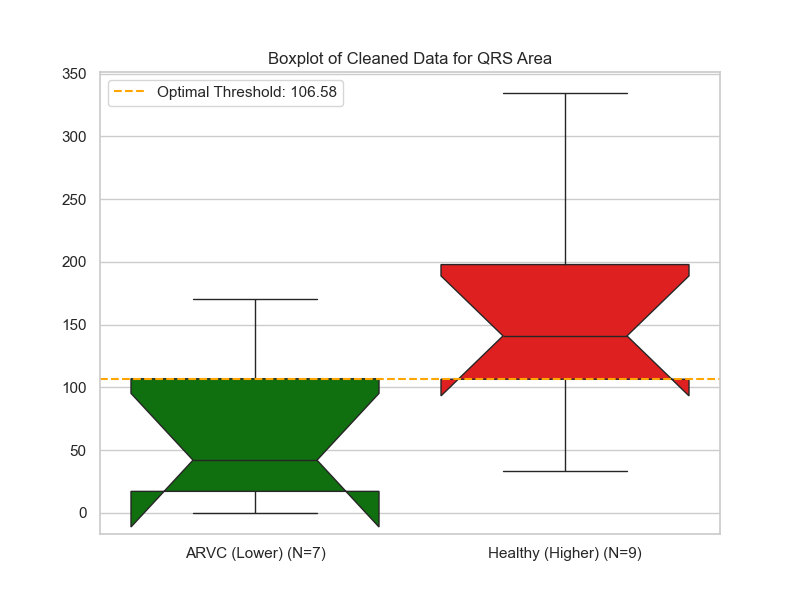 Boxplot of Cleaned Data for QRS Area
Optimal Threshold: 106.58
350
300
250
200
150
100
50
0
ARVC (Lower) (N=7)
Healthy (Higher) (N=9)